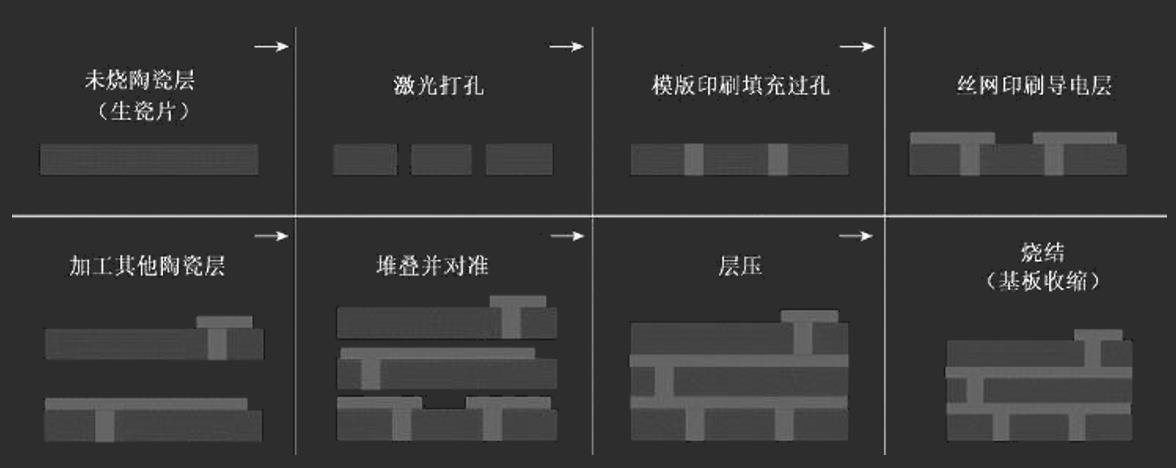 未烧陶瓷层
（生瓷片）
激光打孔
模版印刷填充过孔
丝网印刷导电层
加工其他陶瓷层
堆叠并对准
层压
烧结
（基板收缩）